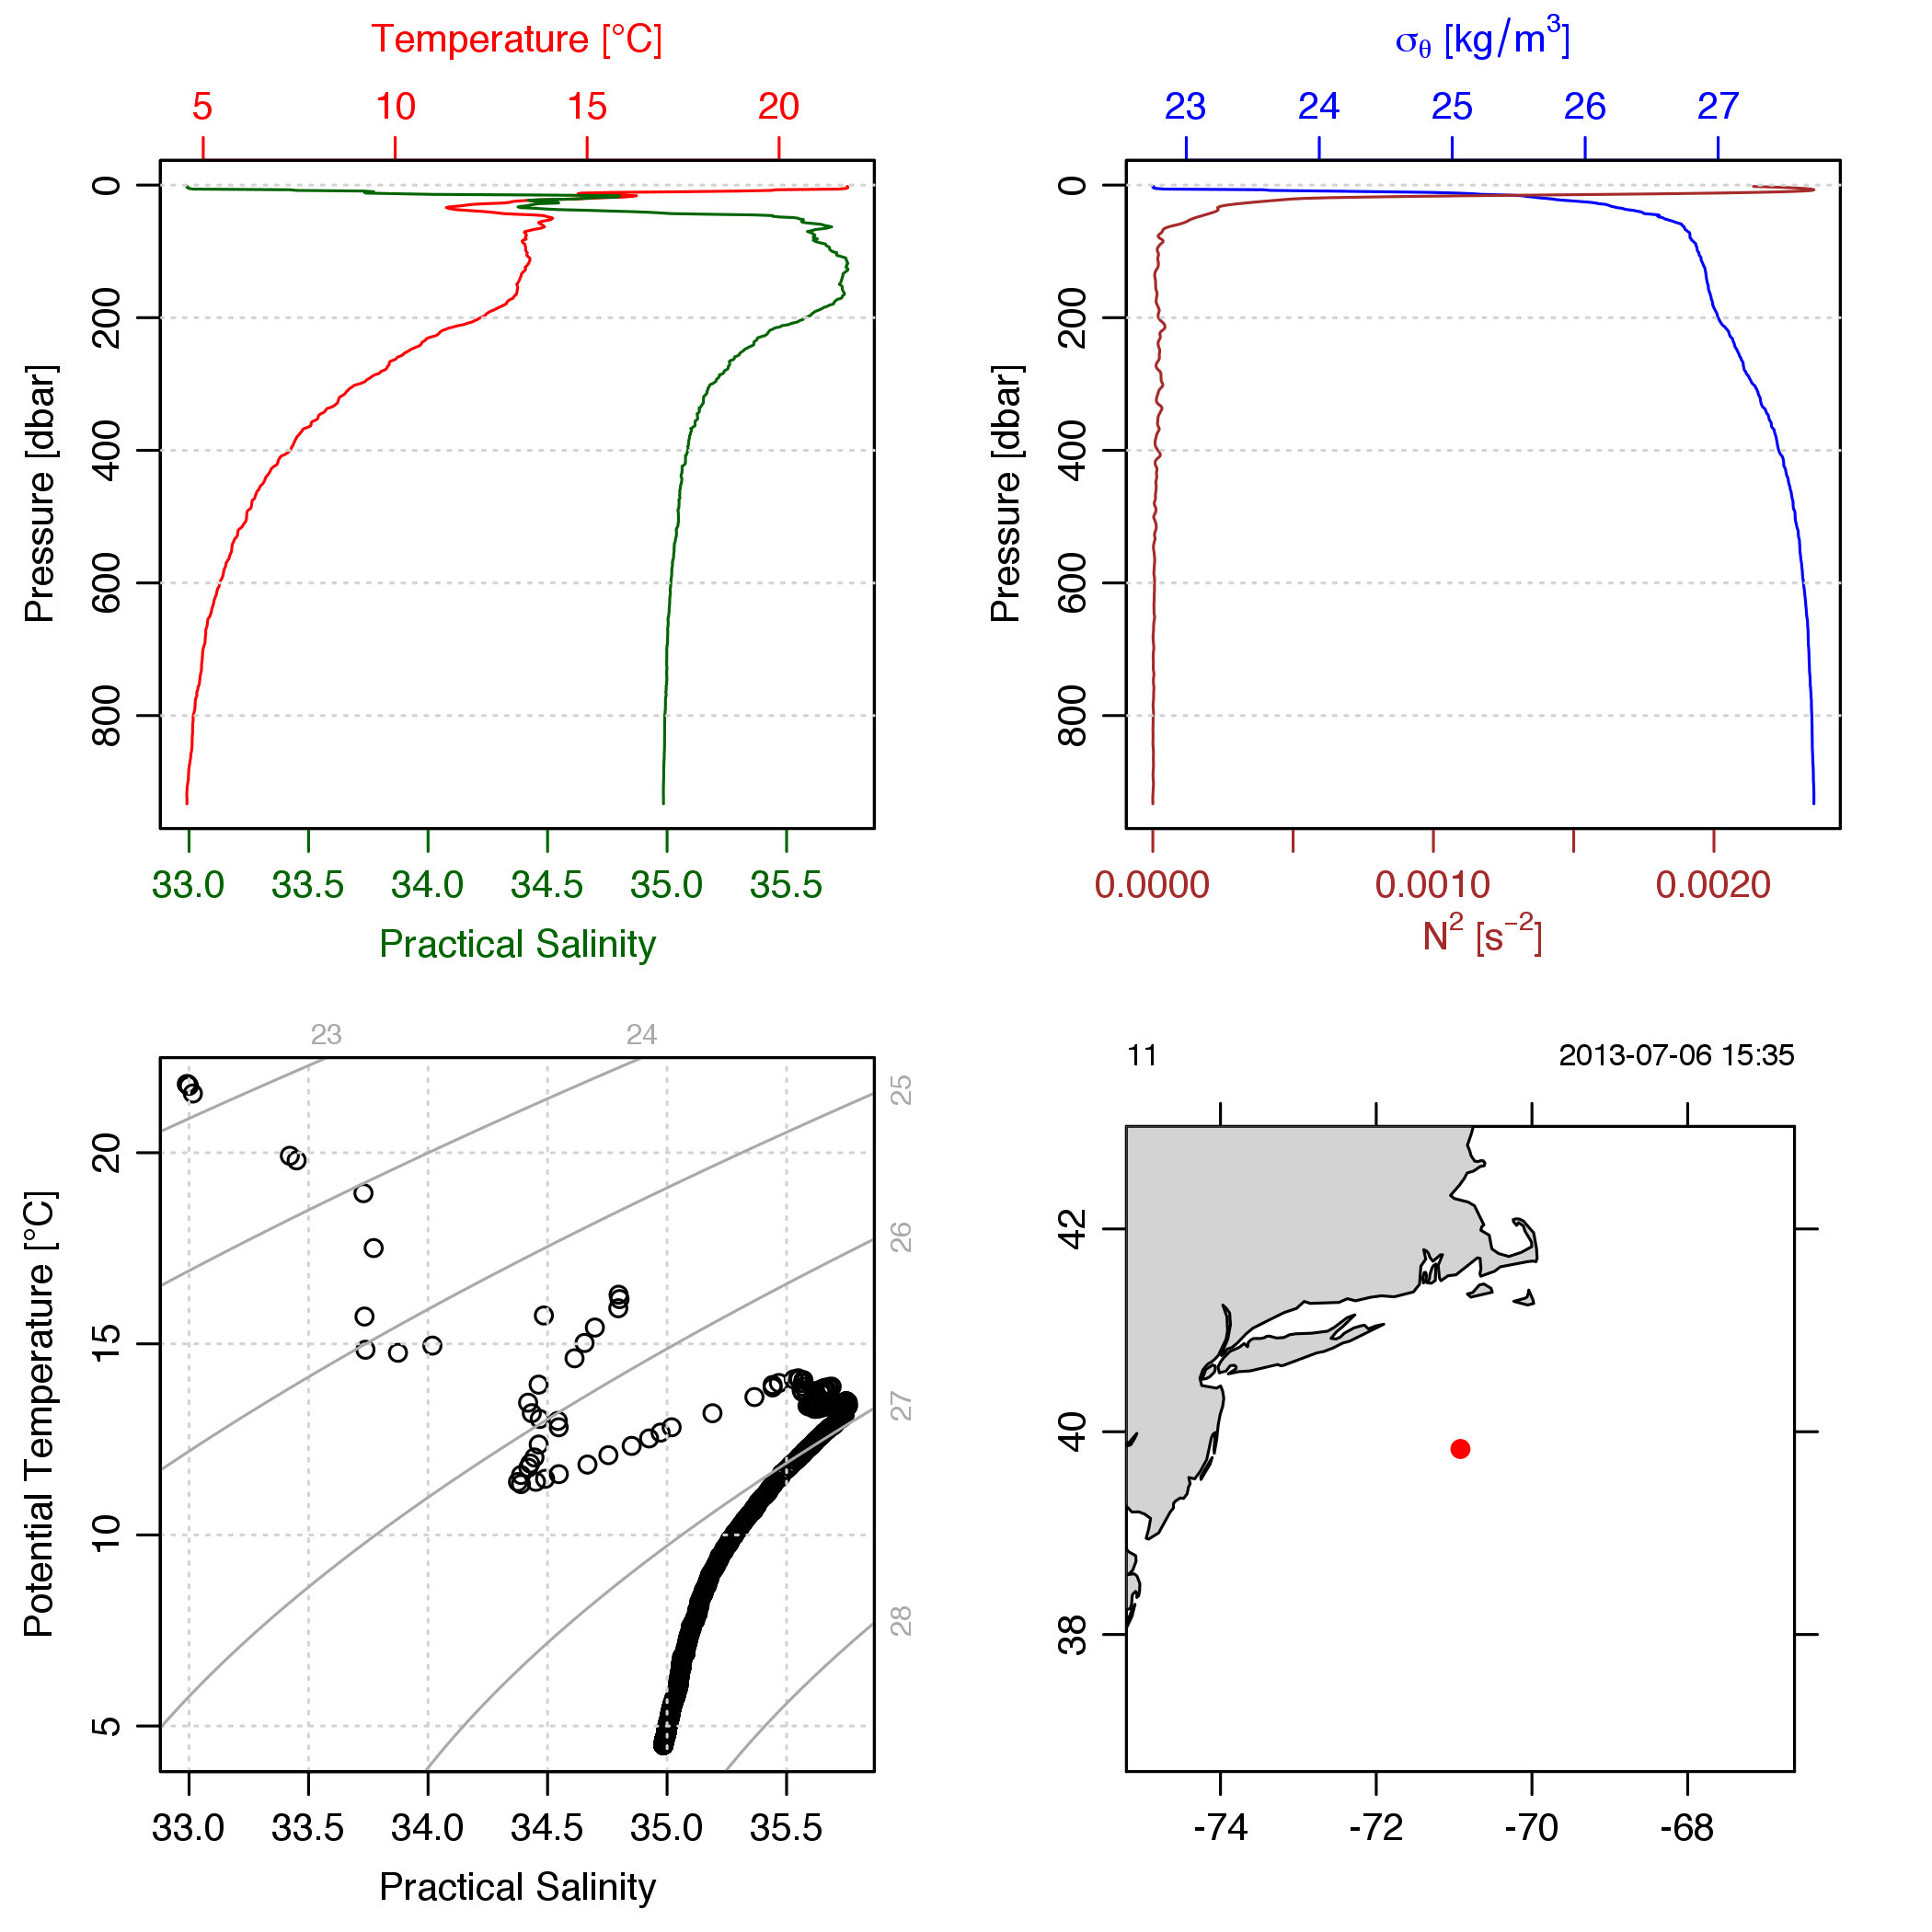 Temperature [°C]
5 10 15 20
0
200
400
600
800
Pressure [dbar]
33.0 33.5 34.0 34.5 35.0 35.5
Practical Salinity
σθ [kg/m³]
23 24 25 26 27
0
200
400
600
800
Pressure [dbar]
0.0000 0.0010 0.0020
N² [s⁻²]
23 24
25
26
27
28
20
15
10
5
Potential Temperature [°C]
33.0 33.5 34.0 34.5 35.0 35.5
Practical Salinity
11 2013-07-06 15:35
42
40
38
-74 -72 -70 -68